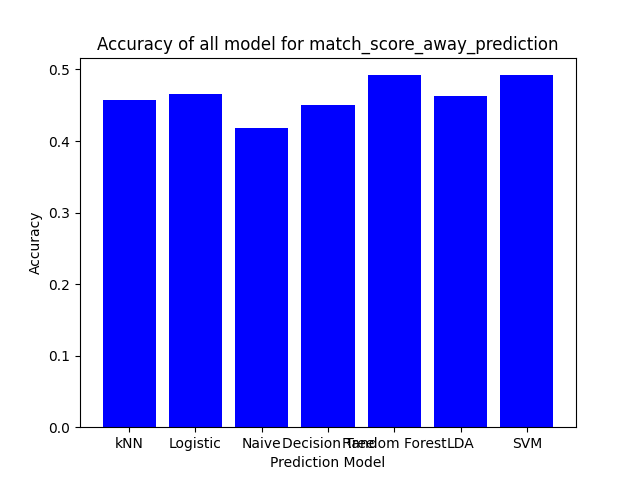 Accuracy of all model for match_score_away_prediction
0.5
0.4
0.3
0.2
0.1
0.0
Accuracy
kNN Logistic Naive Decision Tree Random Forest LDA SVM
Prediction Model